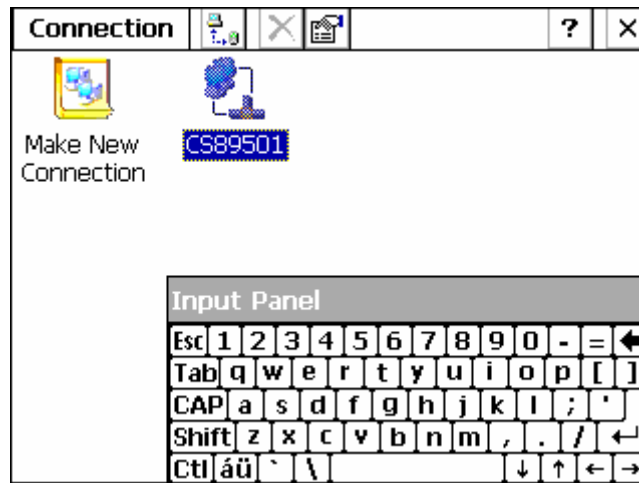 Connection ? ×
Make New
Connection
CS89501
Input Panel
Esc 1 2 3 4 5 6 7 8 9 0 - = ←
Tab q w e r t y u i o p [ ]
CAP a s d f g h j k l ; '
Shift z x c v b n m , . / ↵
Ctl áü ` \ ↓ ↑ ← →